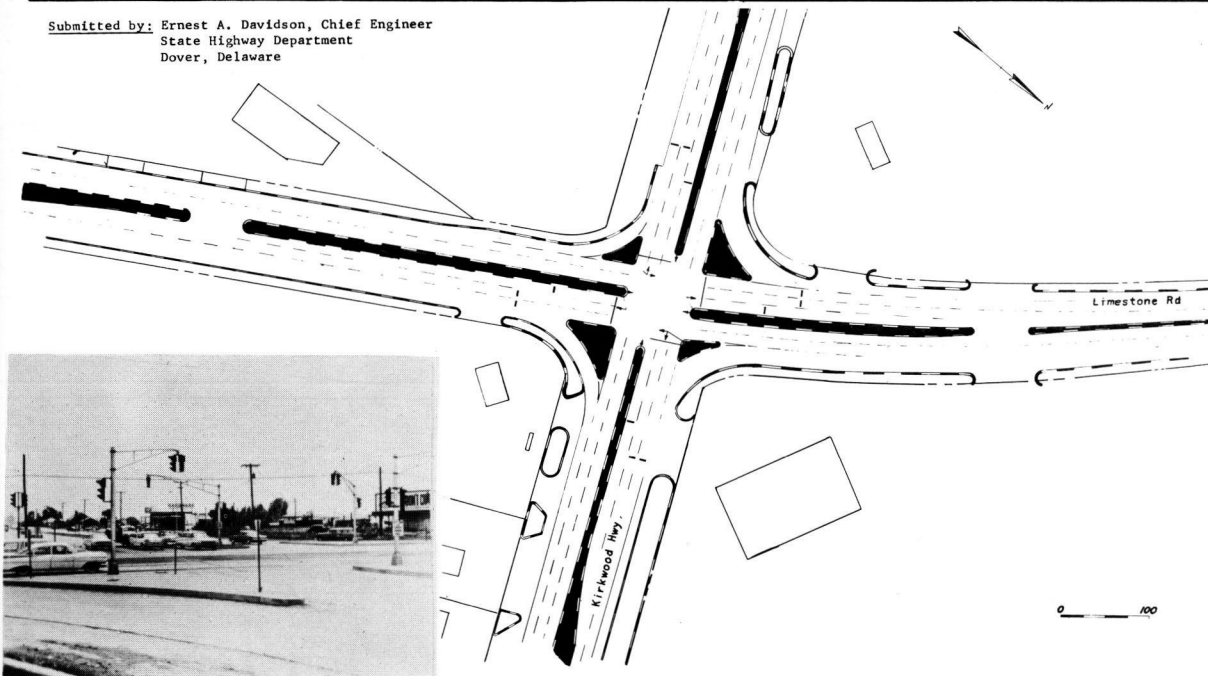 Submitted by: Ernest A. Davidson, Chief Engineer
State Highway Department
Dover, Delaware
N
Limestone Rd
Kirkwood Hwy.
0 100